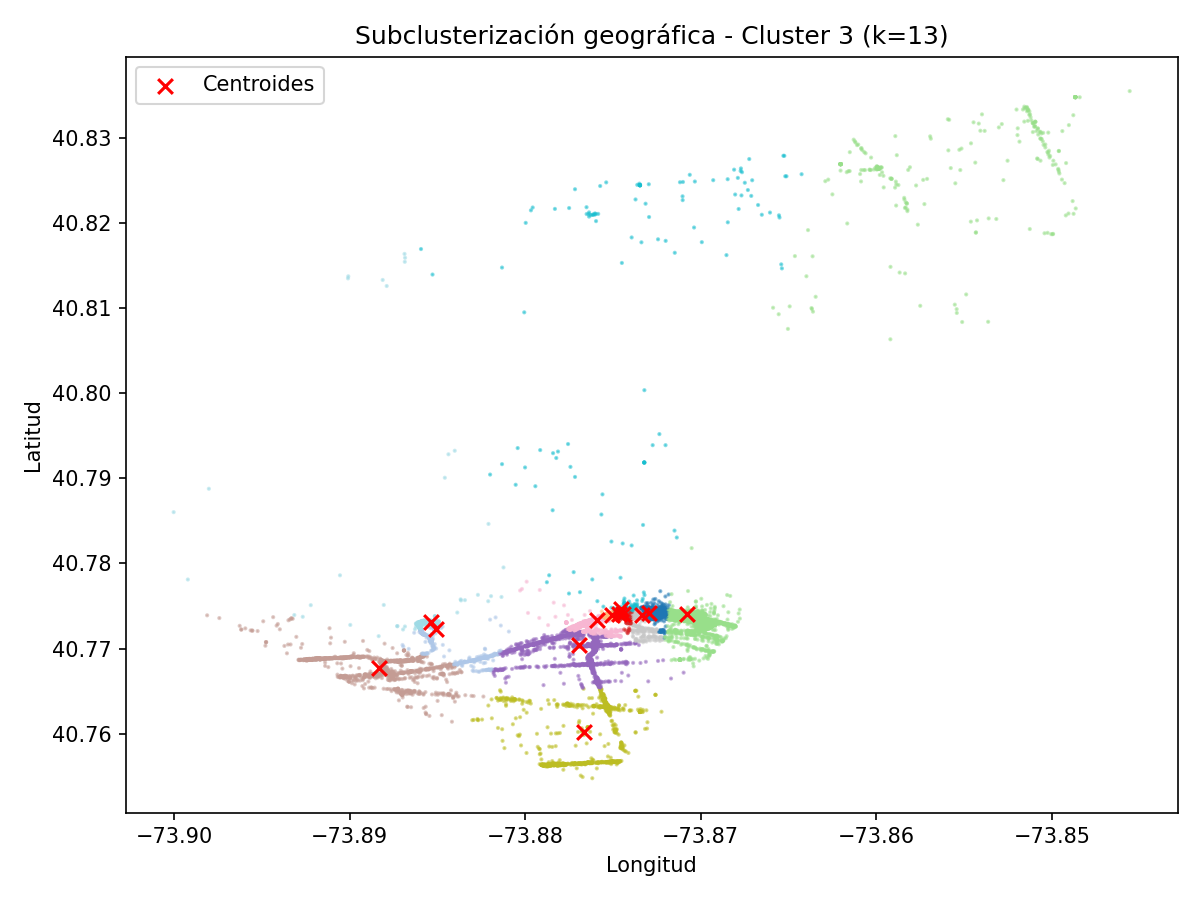 Subclusterización geográfica - Cluster 3 (k=13)
Centroides
40.83
40.82
40.81
40.80
40.79
40.78
40.77
40.76
Latitud
−73.90 −73.89 −73.88 −73.87 −73.86 −73.85
Longitud